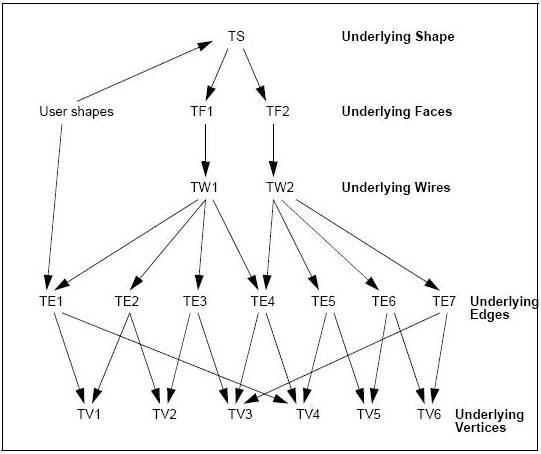 TS Underlying Shape
User shapes TF1 TF2 Underlying Faces
TW1 TW2 Underlying Wires
TE1 TE2 TE3 TE4 TE5 TE6 TE7 Underlying
Edges
TV1 TV2 TV3 TV4 TV5 TV6 Underlying
Vertices